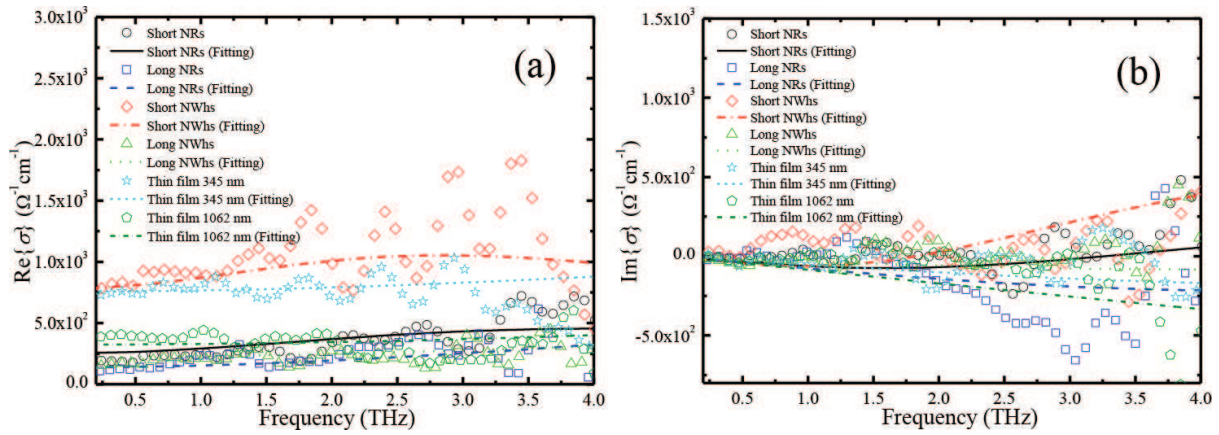 3.0x10³
2.5x10³
2.0x10³
1.5x10³
1.0x10³
5.0x10²
0.0
Re{σ} (Ω⁻¹cm⁻¹)
Short NRs
Short NRs (Fitting)
Long NRs
Long NRs (Fitting)
Short NWhs
Short NWhs (Fitting)
Long NWhs
Long NWhs (Fitting)
Thin film 345 nm
Thin film 345 nm (Fitting)
Thin film 1062 nm
Thin film 1062 nm (Fitting)
(a)
0.5 1.0 1.5 2.0 2.5 3.0 3.5 4.0
Frequency (THz)
1.5x10³
1.0x10³
5.0x10²
0.0
-5.0x10²
Im{σ} (Ω⁻¹cm⁻¹)
Short NRs
Short NRs (Fitting)
Long NRs
Long NRs (Fitting)
Short NWhs
Short NWhs (Fitting)
Long NWhs
Long NWhs (Fitting)
Thin film 345 nm
Thin film 345 nm (Fitting)
Thin film 1062 nm
Thin film 1062 nm (Fitting)
(b)
0.5 1.0 1.5 2.0 2.5 3.0 3.5 4.0
Frequency (THz)